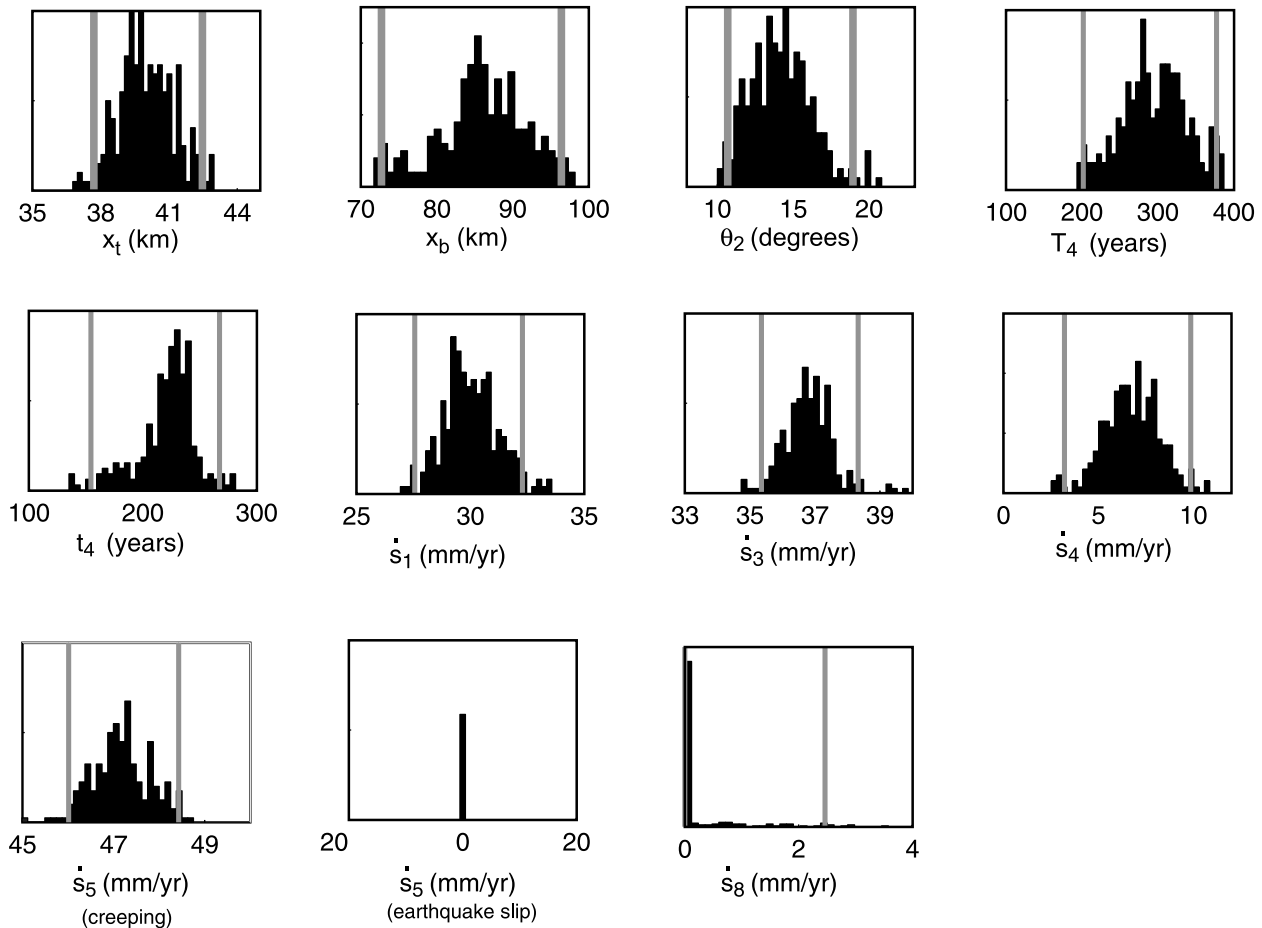 35 38 41 44
x_t (km)
70 80 90 100
x_b (km)
10 15 20
θ_2 (degrees)
100 200 300 400
T_4 (years)
100 200 300
t_4 (years)
25 30 35
ṡ_1 (mm/yr)
33 35 37 39
ṡ_3 (mm/yr)
0 5 10
ṡ_4 (mm/yr)
45 47 49
ṡ_5 (mm/yr)
(creeping)
20 0 20
ṡ_5 (mm/yr)
(earthquake slip)
0 2 4
ṡ_8 (mm/yr)